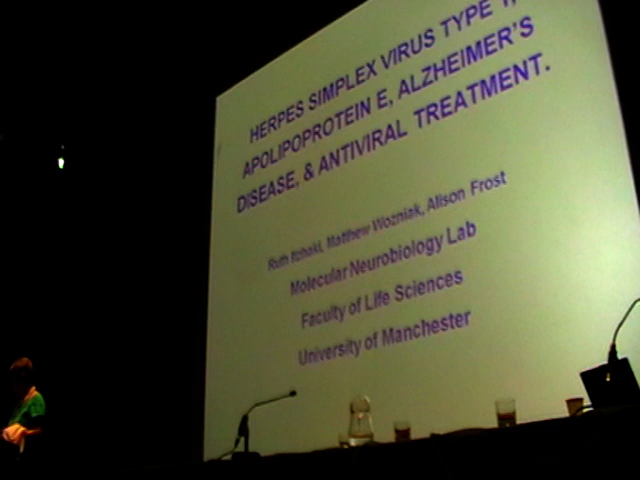 HERPES SIMPLEX VIRUS TYPE 1,
APOLIPOPROTEIN E, ALZHEIMER'S
DISEASE, & ANTIVIRAL TREATMENT.
Ruth Itzhaki, Matthew Wozniak, Alison Frost
Molecular Neurobiology Lab
Faculty of Life Sciences
University of Manchester